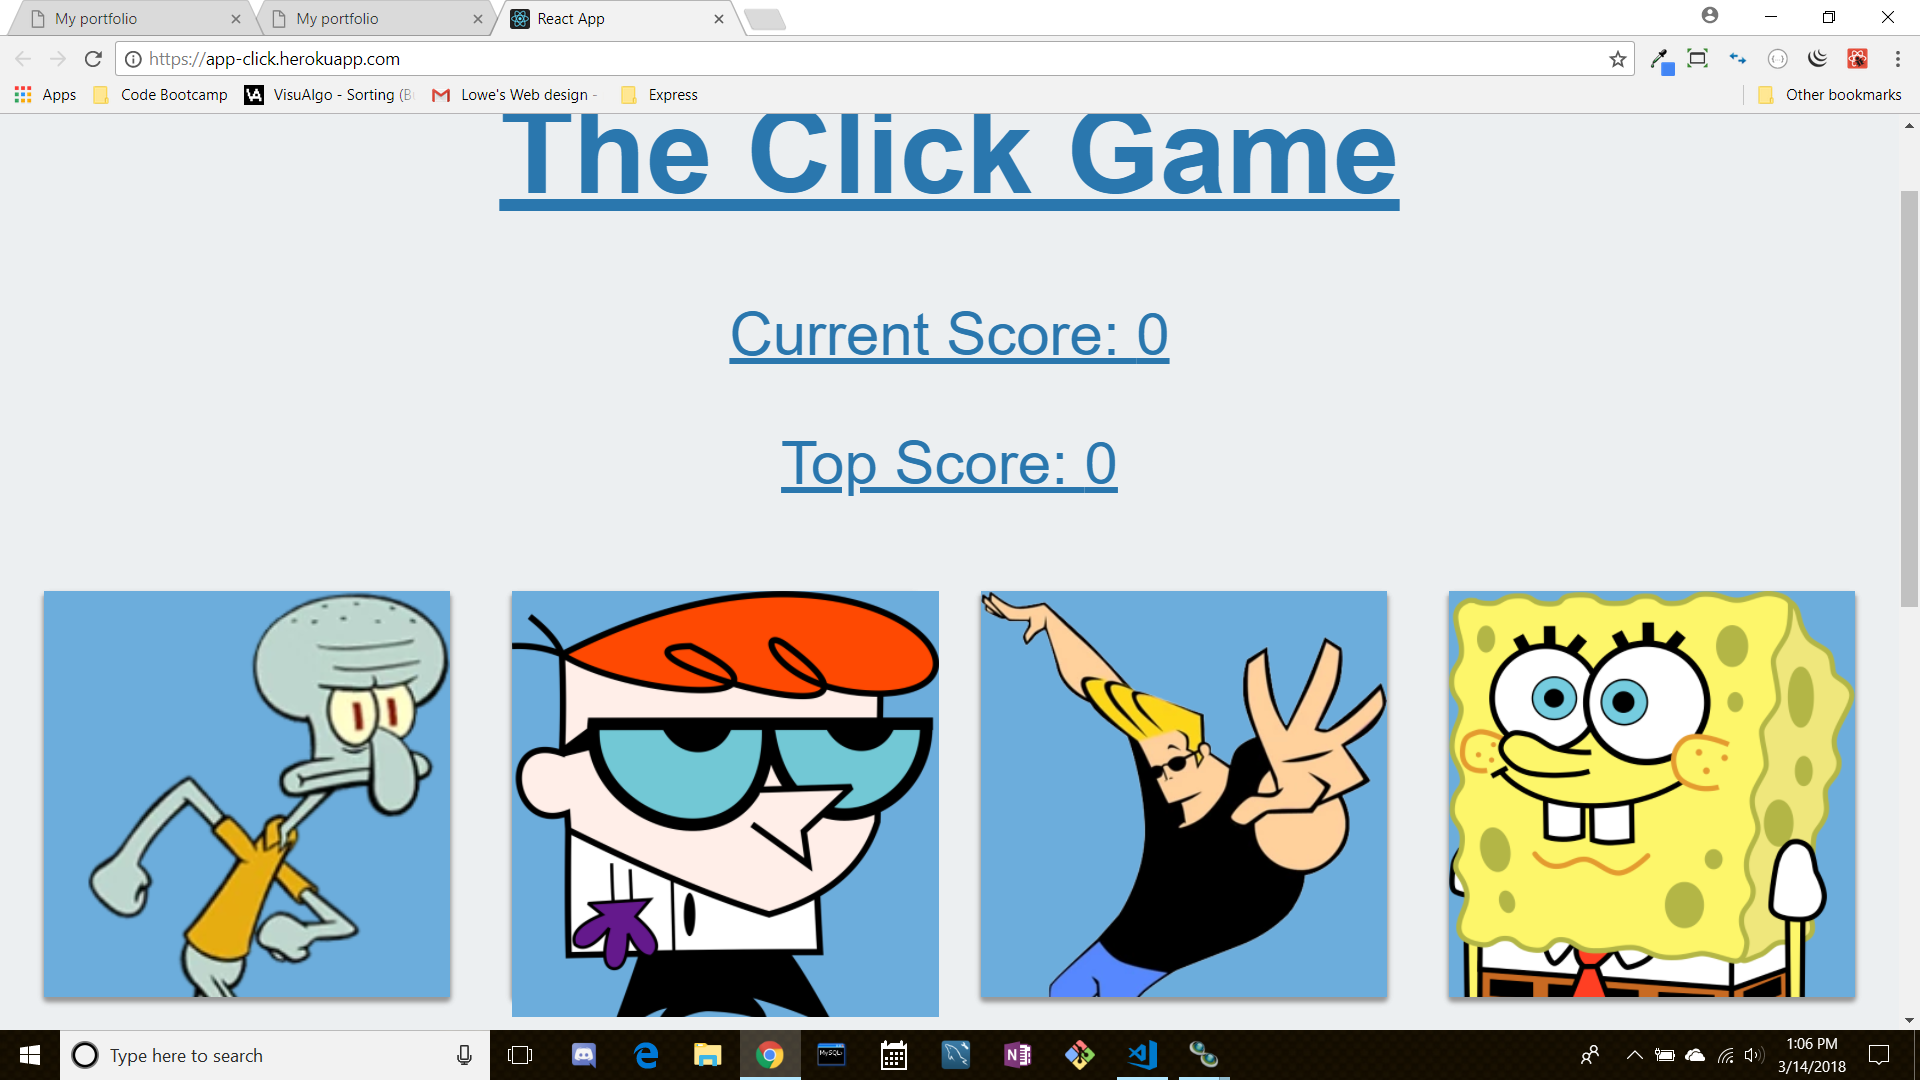 My portfolio
My portfolio
React App
https://app-click.herokuapp.com
Apps
Code Bootcamp
VA
VisuAlgo - Sorting (B
Lowe's Web design -
Express
Other bookmarks
The Click Game
Current Score: 0
Top Score: 0
Type here to search
MySQL
N
1:06 PM
3/14/2018